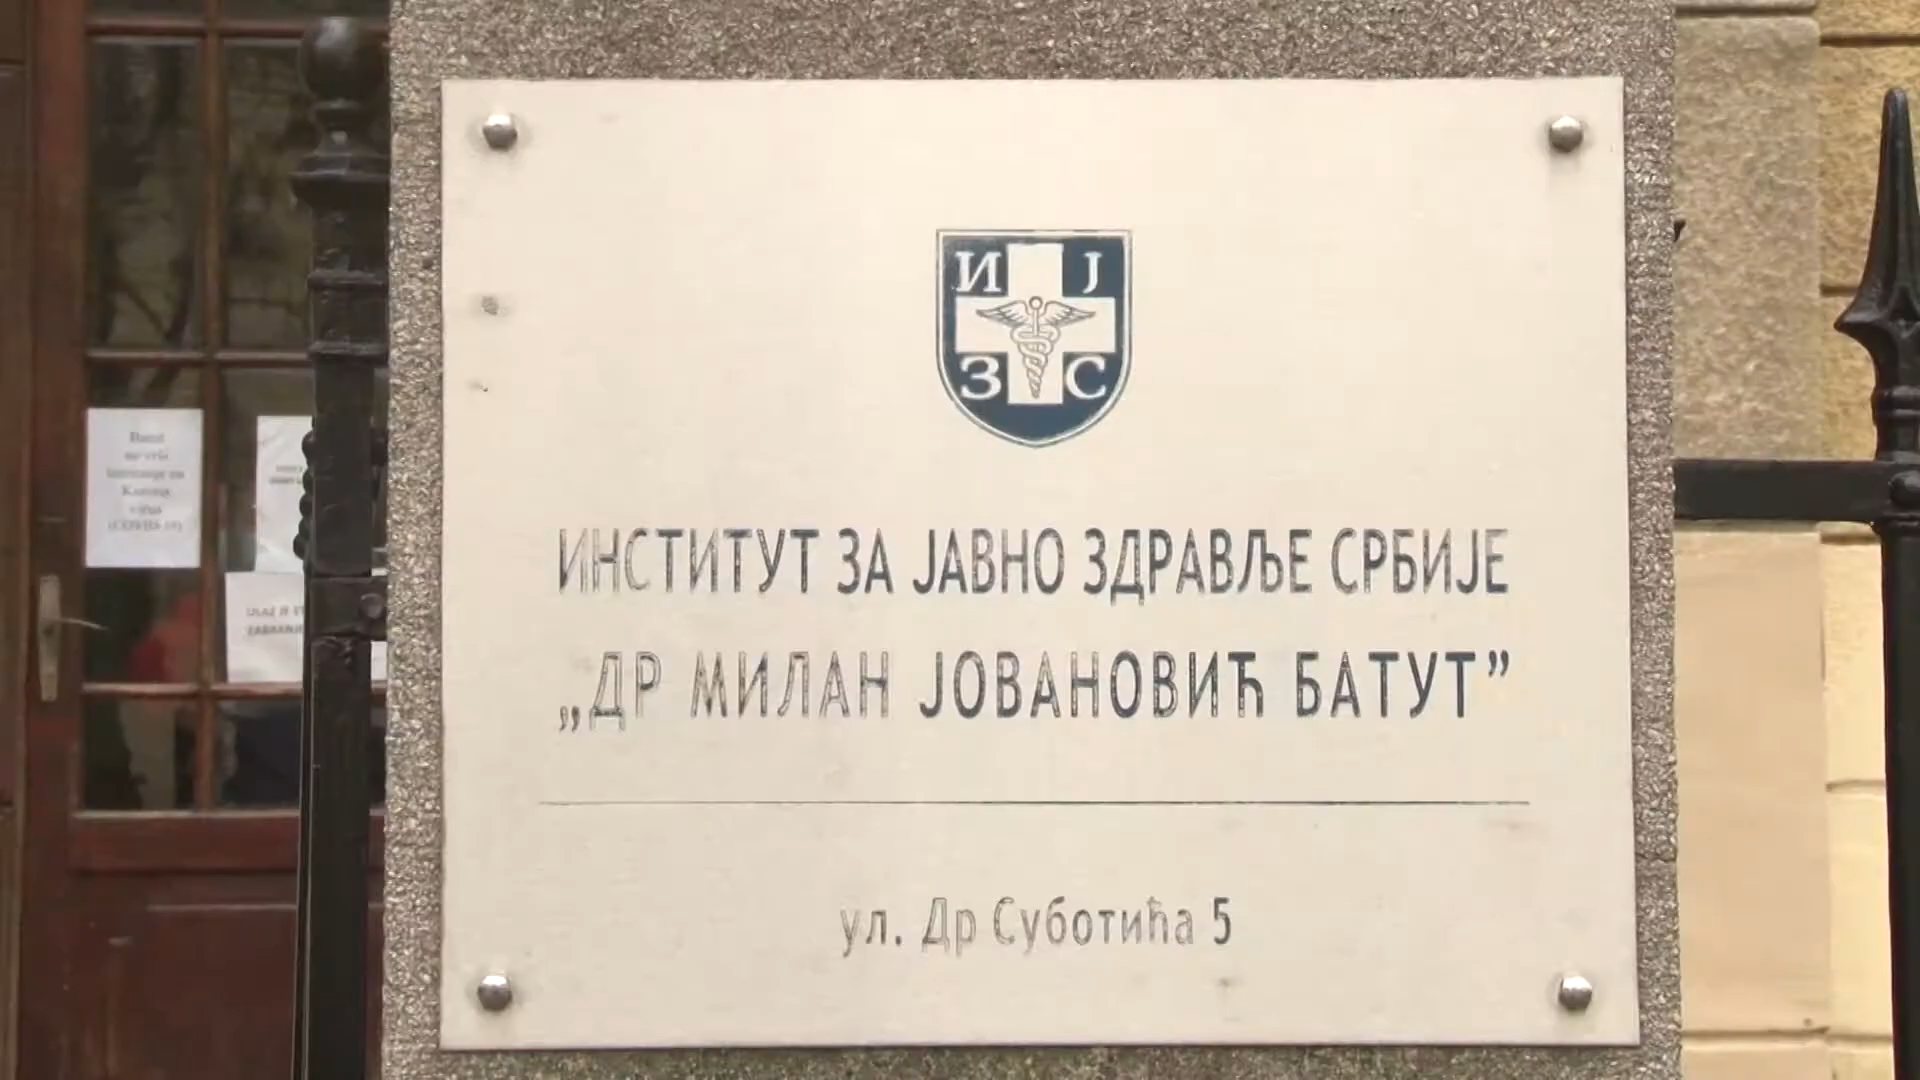 И Ј
З С
ИНСТИТУТ ЗА ЈАВНО ЗДРАВЉЕ СРБИЈЕ
„ДР МИЛАН ЈОВАНОВИЋ БАТУТ”
ул. Др Суботића 5